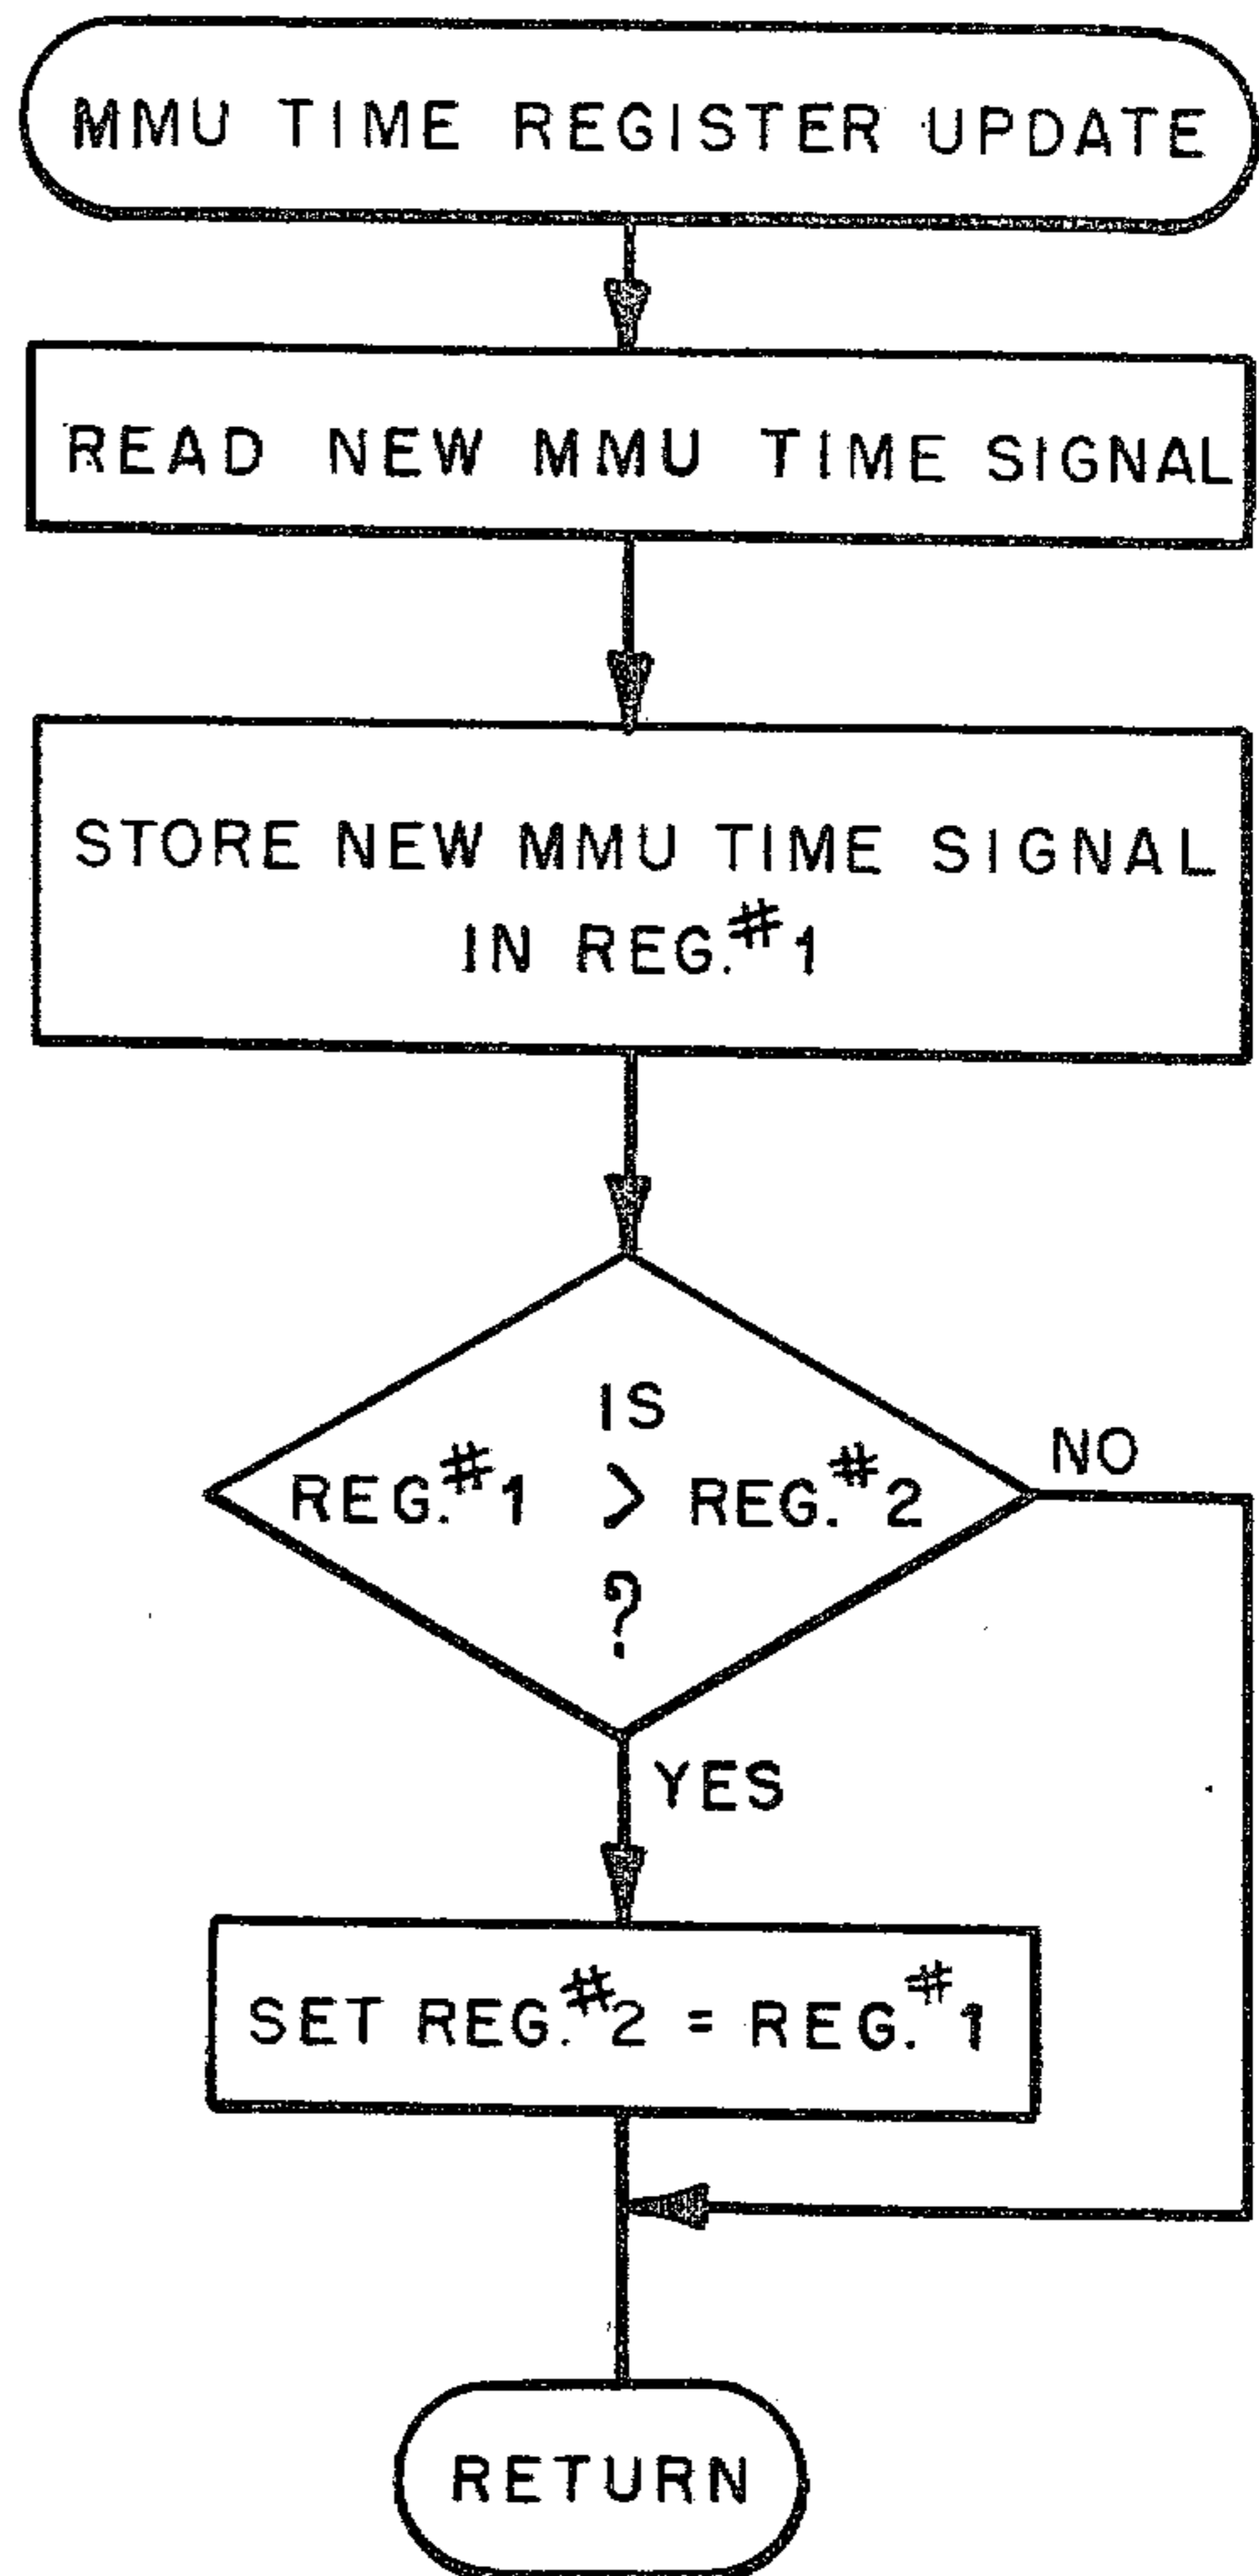 MMU TIME REGISTER UPDATE
READ NEW MMU TIME SIGNAL
STORE NEW MMU TIME SIGNAL
IN REG.#1
IS
REG.#1 > REG.#2
?
NO
YES
SET REG.#2 = REG.#1
RETURN